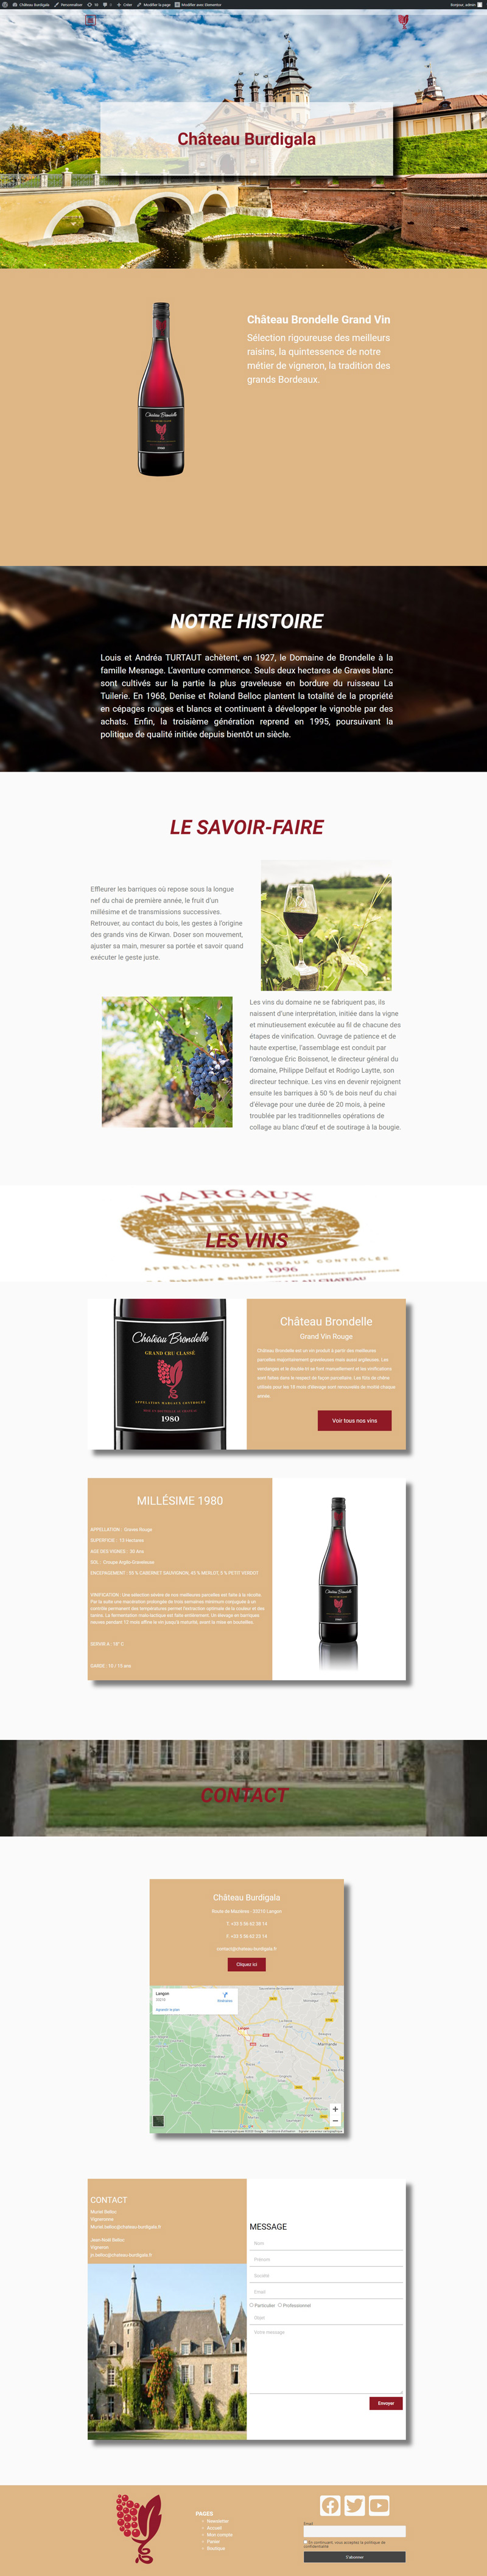 Château Burdigala
Personnaliser
Créer
Modifier la page
Modifier avec Elementor
Bonjour, admin
Château Burdigala
Château Brondelle Grand Vin
Sélection rigoureuse des meilleurs
raisins, la quintessence de notre
métier de vigneron, la tradition des
grands Bordeaux.
Château Brondelle
1980
NOTRE HISTOIRE
Louis et Andréa TURTAUT achètent, en 1927, le Domaine de Brondelle à la
famille Mesnage. L'aventure commence. Seuls deux hectares de Graves blanc
sont cultivés sur la partie la plus graveleuse en bordure du ruisseau La
Tuilerie. En 1968, Denise et Roland Belloc plantent la totalité de la propriété
en cépages rouges et blancs et continuent à développer le vignoble par des
achats. Enfin, la troisième génération reprend en 1995, poursuivant la
politique de qualité initiée depuis bientôt un siècle.
LE SAVOIR-FAIRE
Effleurer les barriques où repose sous la longue
nef du chai de première année, le fruit d'un
millésime et de transmissions successives.
Retrouver, au contact du bois, les gestes à l'origine
des grands vins de Kirwan. Doser son mouvement,
ajuster sa main, mesurer sa portée et savoir quand
exécuter le geste juste.
Les vins du domaine ne se fabriquent pas, ils
naissent d'une interprétation, initiée dans la vigne
et minutieusement exécutée au fil de chacune des
étapes de vinification. Ouvrage de patience et de
haute expertise, l'assemblage est conduit par
l'œnologue Éric Boissenot, le directeur général du
domaine, Philippe Delfaut et Rodrigo Laytte, son
directeur technique. Les vins en devenir rejoignent
ensuite les barriques à 50 % de bois neuf du chai
d'élevage pour une durée de 20 mois, à peine
troublée par les traditionnelles opérations de
collage au blanc d'œuf et de soutirage à la bougie.
MARGAUX
LES VINS
Schröder & Schÿler
APPELLATION MARGAUX CONTRÔLÉE
1996
Château Brondelle
GRAND CRU CLASSÉ
APPELLATION MARGAUX CONTROLÉE
MISE EN BOUTEILLE AU CHATEAU
1980
Château Brondelle
Grand Vin Rouge
Château Brondelle est un vin produit à partir des meilleures
parcelles majoritairement graveleuses mais aussi argileuses. Les
vendanges et le double tri se font manuellement et les vinifications
sont faites dans le respect de façon parcellaire. Les fûts de chêne
utilisés pour les 18 mois d'élevage sont renouvelés de moitié chaque
année.
Voir tous nos vins
MILLÉSIME 1980
APPELLATION : Graves Rouge
SUPERFICIE : 15 Hectares
AGE DES VIGNES : 30 ans
SOL : Croupe Argilo-Graveleuse
ENCEPAGEMENT : 50 % CABERNET SAUVIGNON, 45 % MERLOT, 5 % PETIT VERDOT
VINIFICATION : Une sélection sévère de nos meilleures parcelles est faite à la récolte.
Par la suite une macération prolongée de trois semaines minimum conjuguée à un
contrôle permanent des températures permet l'extraction souhaitée de la couleur et des
tanins. La fermentation malo-lactique est faite entièrement. Un élevage en barriques
neuves pendant 12 mois affine le vin jusqu'à maturité, avant la mise en bouteilles.
SERVIR A : 18° C
GARDE : 10 / 15 ans
Château Brondelle
CONTACT
Château Burdigala
Route de Mazères - 33210 Langon
T. +33 5 56 62 38 14
F. +33 5 56 62 23 14
contact@chateau-burdigala.fr
Cliquez ici
Langon
33210
Itinéraires
Agrandir le plan
Langon
Marmande
CONTACT
Muriel Belloc
Vigneronne
Muriel.belloc@chateau-burdigala.fr
Jean-Noël Belloc
Vigneron
jn.belloc@chateau-burdigala.fr
MESSAGE
Nom
Prénom
Société
Email
Particulier
Professionnel
Objet
Votre message
Envoyer
PAGES
Newsletter
Accueil
Mon compte
Panier
Boutique
Email
En continuant, vous acceptez la politique de
confidentialité
S'abonner